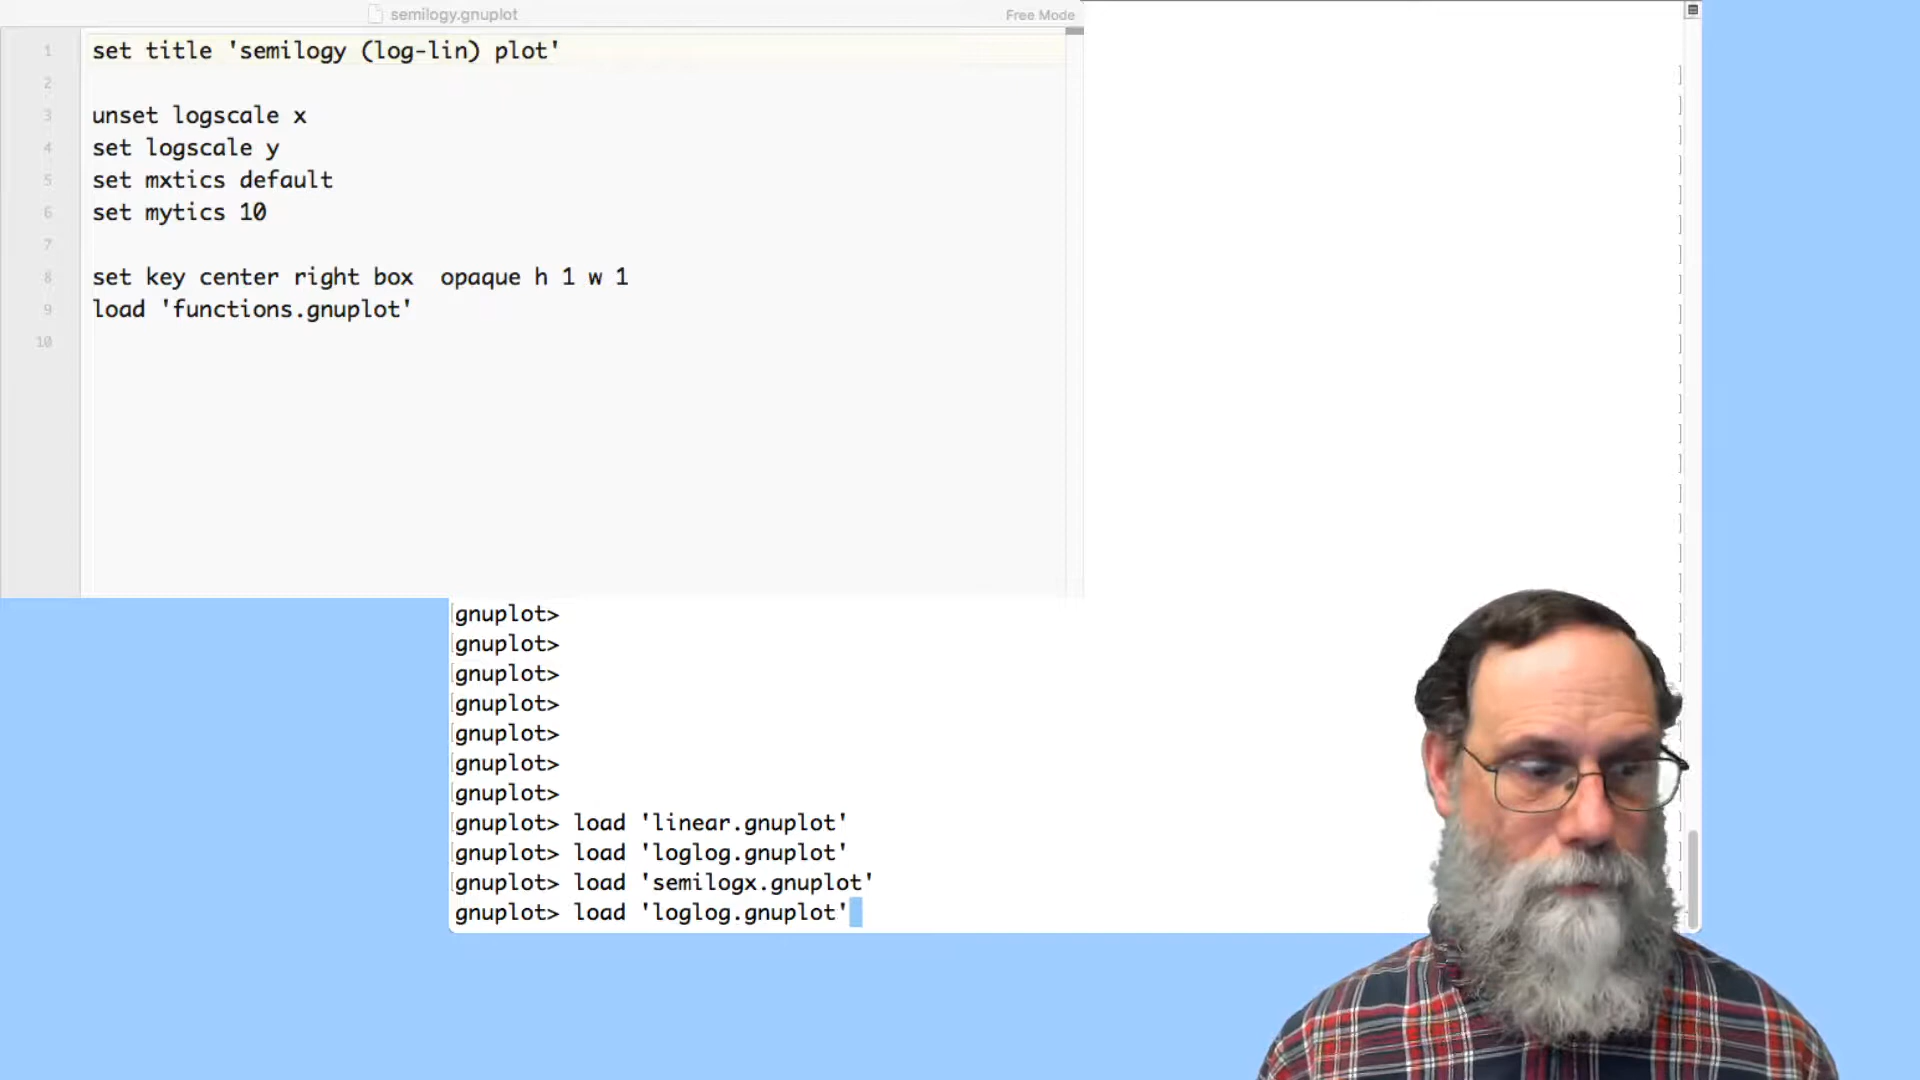 semilogy.gnuplot
Free Mode
1 set title 'semilogy (log-lin) plot'
2
3 unset logscale x
4 set logscale y
5 set mxtics default
6 set mytics 10
7
8 set key center right box  opaque h 1 w 1
9 load 'functions.gnuplot'
10
gnuplot>
gnuplot>
gnuplot>
gnuplot>
gnuplot>
gnuplot>
gnuplot>
gnuplot> load 'linear.gnuplot'
gnuplot> load 'loglog.gnuplot'
gnuplot> load 'semilogx.gnuplot'
gnuplot> load 'loglog.gnuplot'